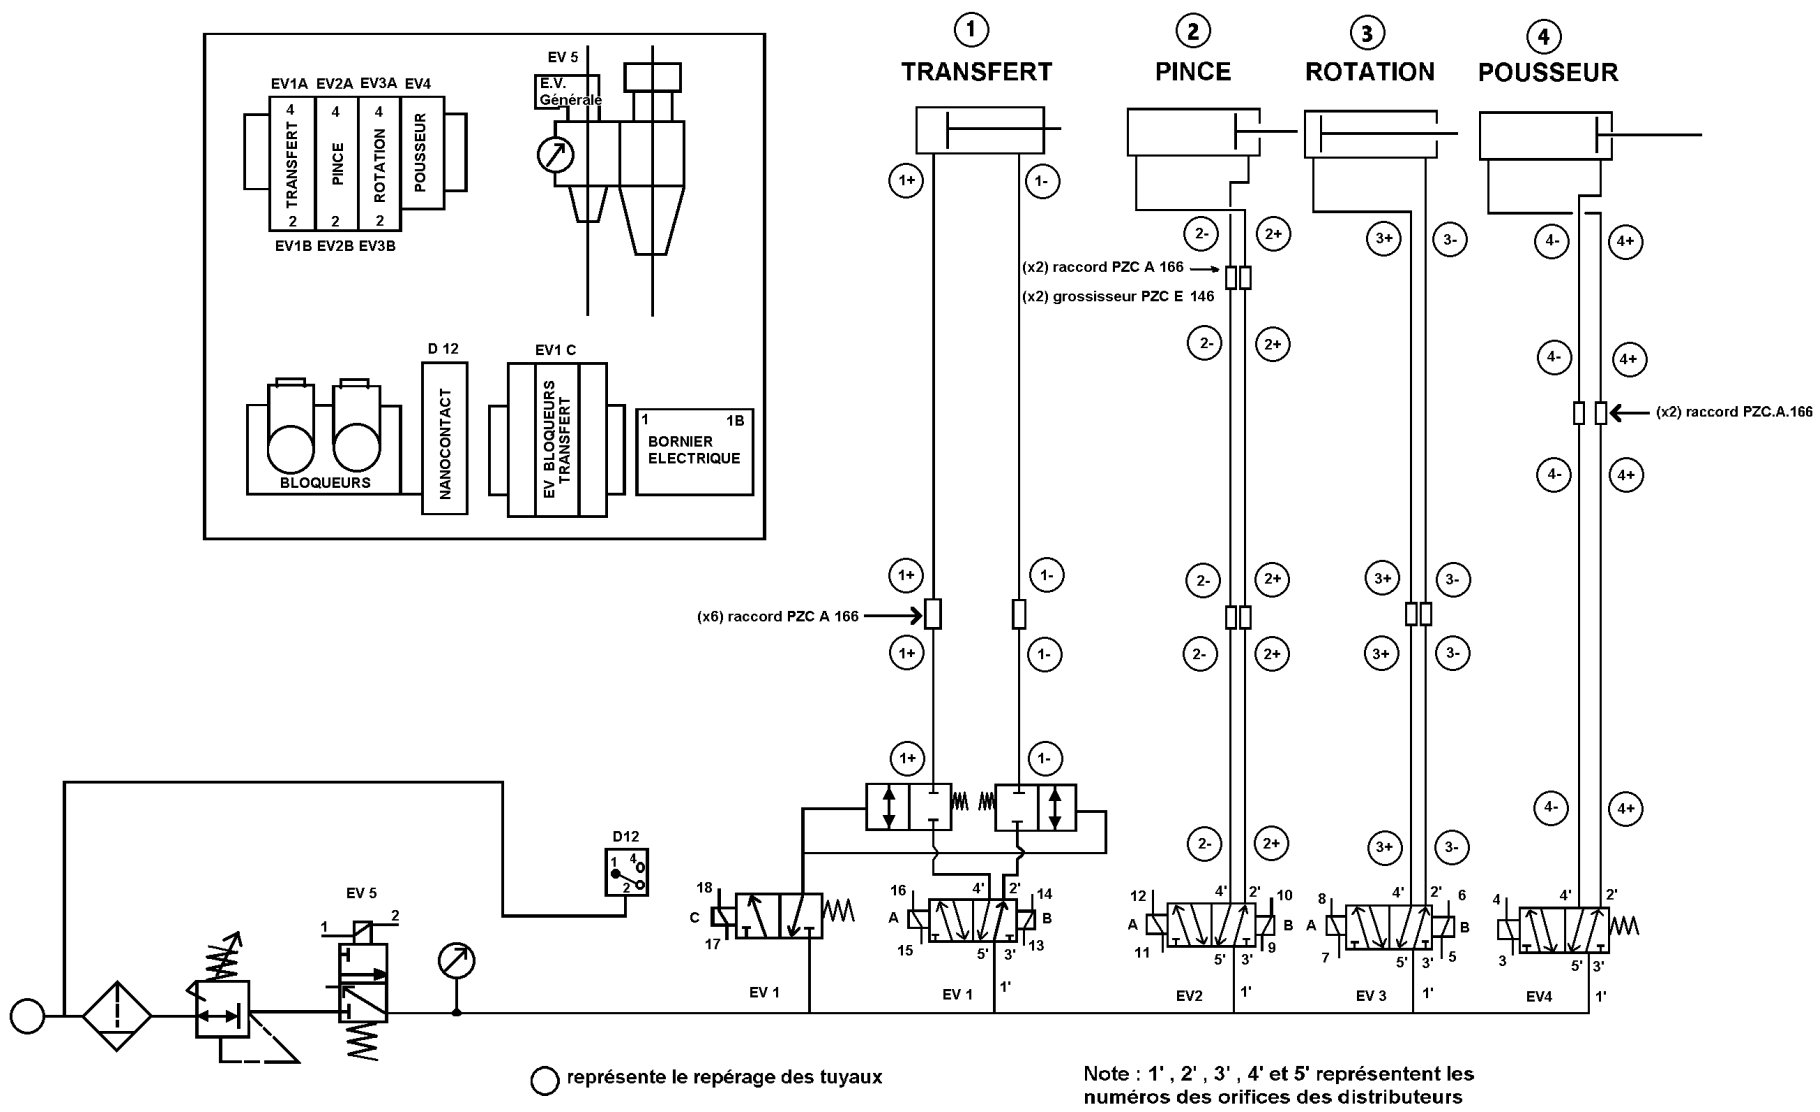 1
2
3
4
TRANSFERT
PINCE
ROTATION
POUSSEUR
EV1A EV2A EV3A EV4
4
4
4
TRANSFERT
PINCE
ROTATION
POUSSEUR
2
2
2
EV1B EV2B EV3B
EV 5
E.V.
Générale
D 12
EV1 C
BLOQUEURS
NANOCONTACT
EV BLOQUEURS
TRANSFERT
1
1B
BORNIER
ELECTRIQUE
1+
1-
2-
2+
3+
3-
4-
4+
(x2) raccord PZC A 166
(x2) grossisseur PZC E 146
2-
2+
4-
4+
(x2) raccord PZC.A.166
4-
4+
1+
1-
2-
2+
3+
3-
(x6) raccord PZC A 166
1+
1-
2-
2+
3+
3-
1+
1-
4-
4+
2-
2+
3+
3-
D12
1
4
2
EV 5
1
2
18
C
17
EV 1
16
A
15
4'
2'
14
B
13
5'
3'
EV 1
1'
12
A
11
4'
2'
10
B
9
5'
3'
EV2
1'
8
A
7
4'
2'
6
B
5
5'
3'
EV 3
1'
4
3
4'
2'
5'
3'
EV4
1'
représente le repérage des tuyaux
Note : 1' , 2' , 3' , 4' et 5' représentent les
numéros des orifices des distributeurs